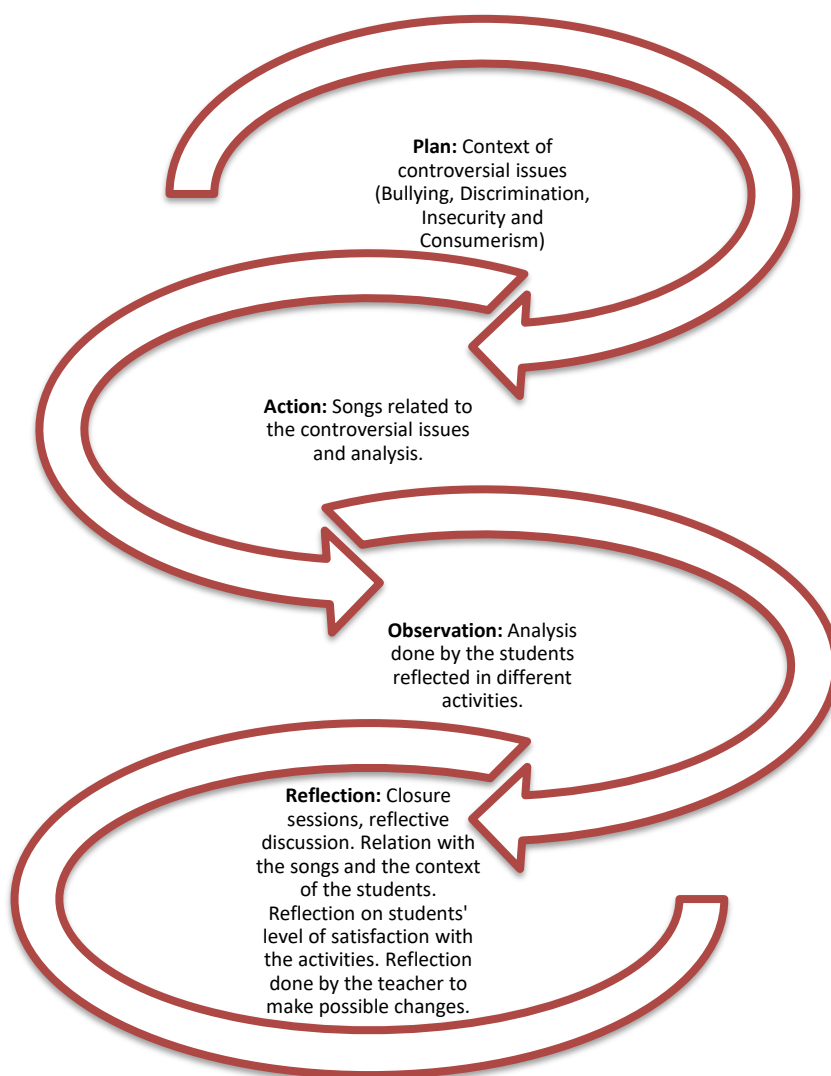 Plan: Context of
controversial issues
(Bullying, Discrimination,
Insecurity and
Consumerism)
Action: Songs related to
the controversial issues
and analysis.
Observation: Analysis
done by the students
reflected in different
activities.
Reflection: Closure
sessions, reflective
discussion. Relation with
the songs and the context
of the students.
Reflection on students'
level of satisfaction with
the activities. Reflection
done by the teacher to
make possible changes.